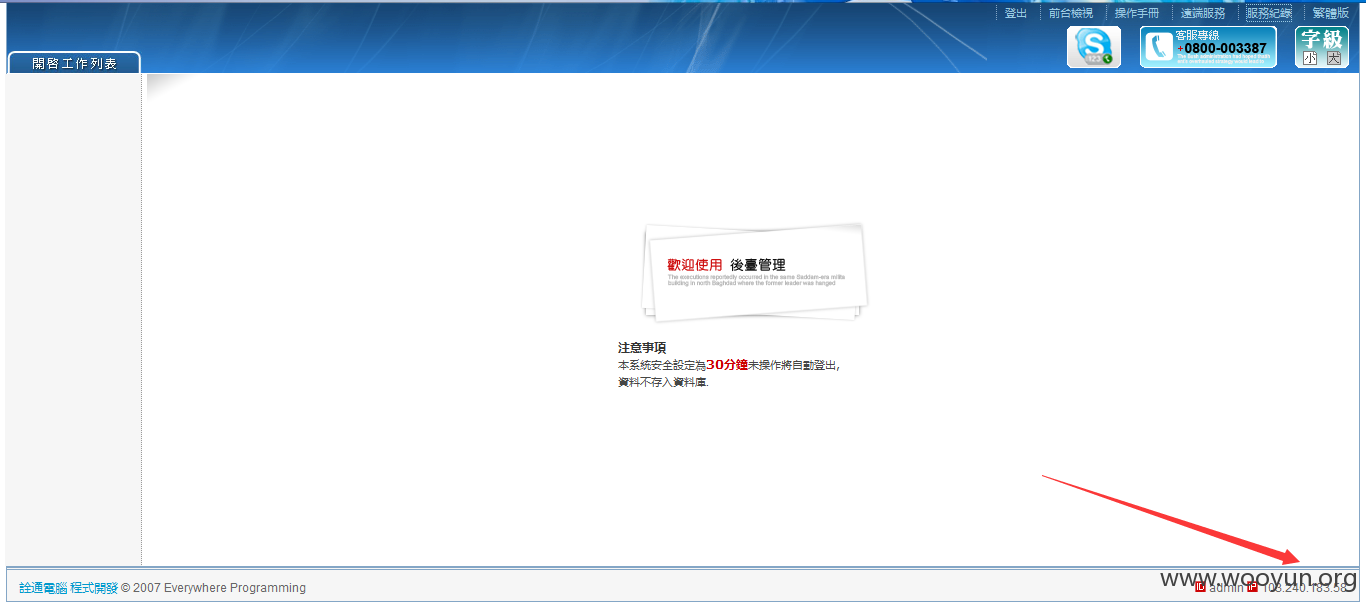 登出 前台檢視 操作手冊 遠端服務 服務紀錄 繁體版
客服專線
+0800-003387
字級
小 大
開啓工作列表
歡迎使用 後臺管理
The executions reportedly occurred in the same Saddam-era milita
building in north Baghdad where the former leader was hanged
注意事項
本系統安全設定為30分鐘未操作將自動登出,
資料不存入資料庫.
詮通電腦 程式開發 © 2007 Everywhere Programming
ID admin IP 103.240.183.58
www.wooyun.org